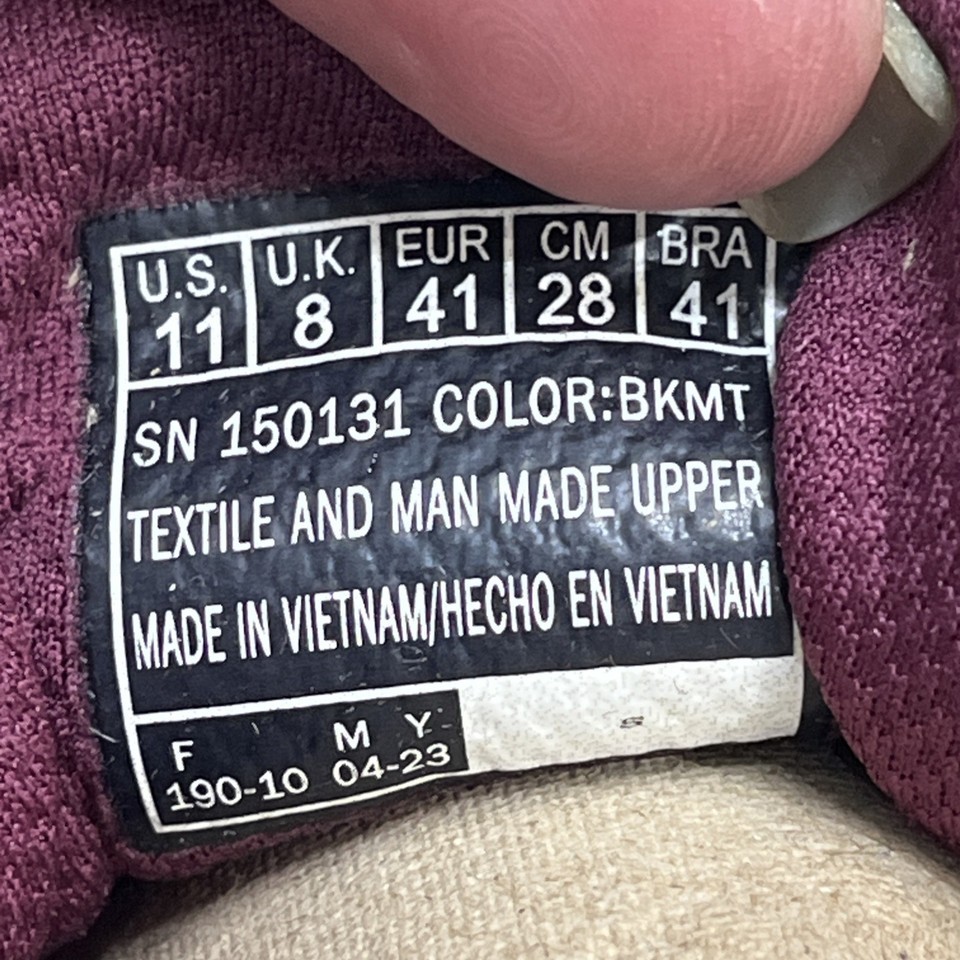 U.S. U.K. EUR CM BRA
11 8 41 28 41
SN 150131 COLOR:BKMT
TEXTILE AND MAN MADE UPPER
MADE IN VIETNAM/HECHO EN VIETNAM
F M Y
190-10 04-23
S